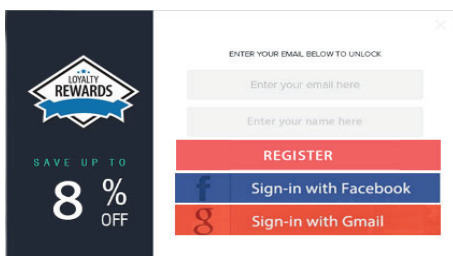 LOYALTY
REWARDS
SAVE UP TO
8 %
OFF
ENTER YOUR EMAIL BELOW TO UNLOCK
Enter your email here
Enter your name here
REGISTER
f Sign-in with Facebook
g Sign-in with Gmail